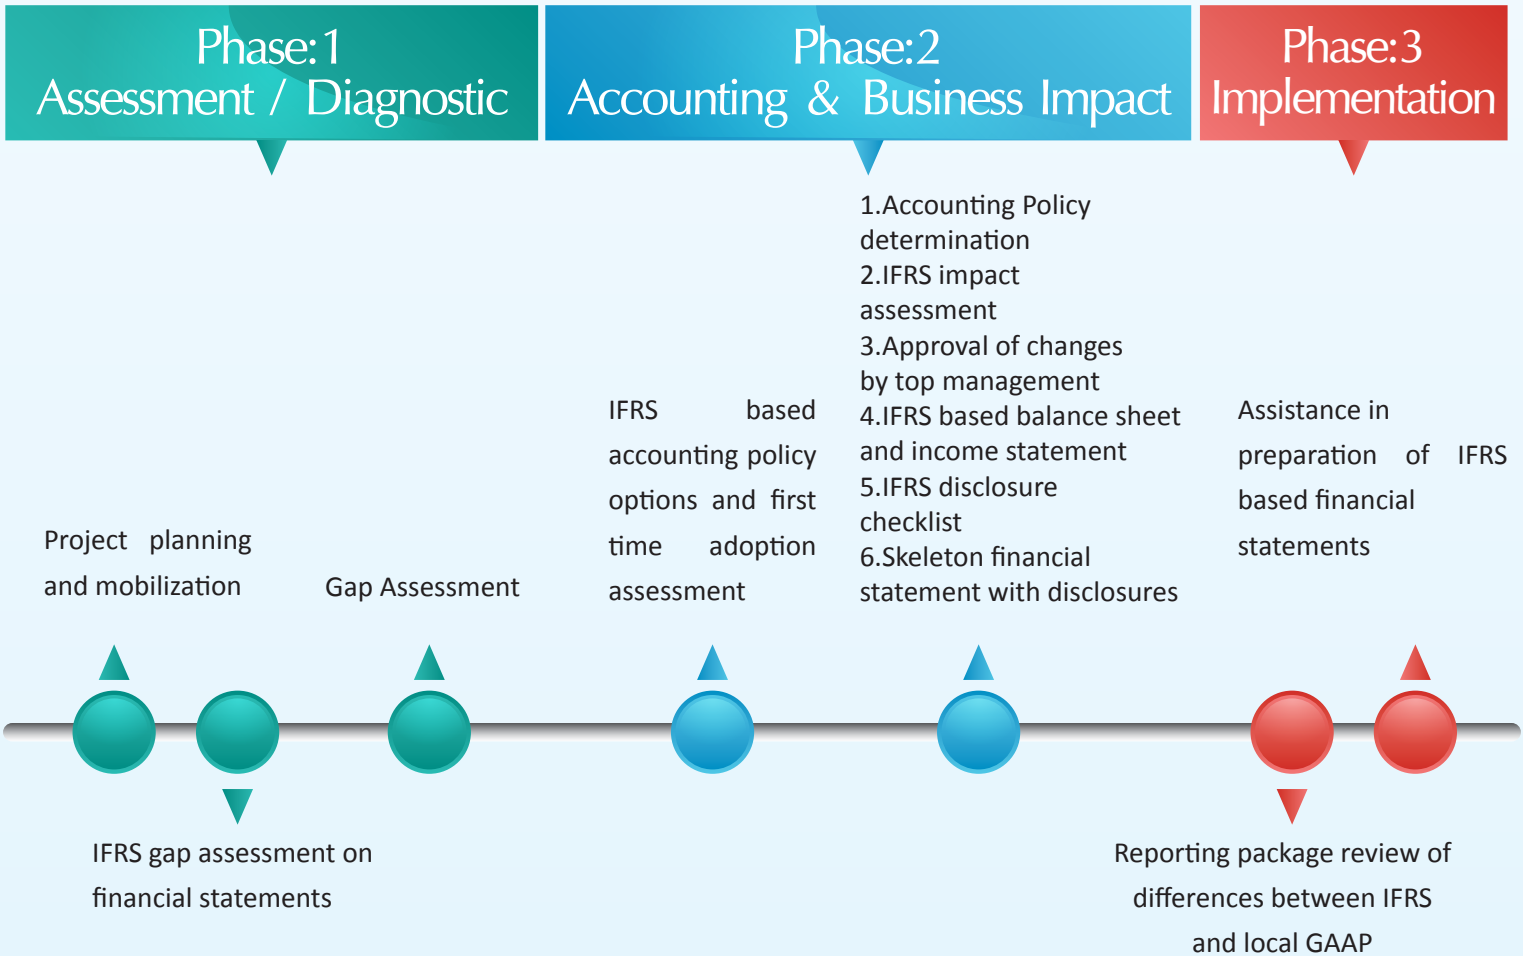 Phase:1
Assessment / Diagnostic
Phase:2
Accounting & Business Impact
Phase:3
Implementation
Project planning
and mobilization
IFRS gap assessment on
financial statements
Gap Assessment
IFRS based
accounting policy
options and first
time adoption
assessment
1.Accounting Policy
determination
2.IFRS impact
assessment
3.Approval of changes
by top management
4.IFRS based balance sheet
and income statement
5.IFRS disclosure
checklist
6.Skeleton financial
statement with disclosures
Reporting package review of
differences between IFRS
and local GAAP
Assistance in
preparation of IFRS
based financial
statements